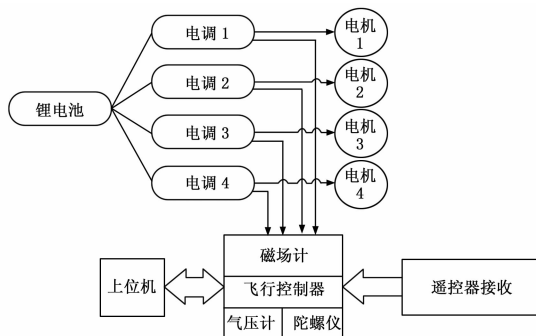 电调 1
电机
1
电调 2
电机
2
锂电池
电调 3
电机
3
电调 4
电机
4
磁场计
上位机
飞行控制器
遥控器接收
气压计
陀螺仪